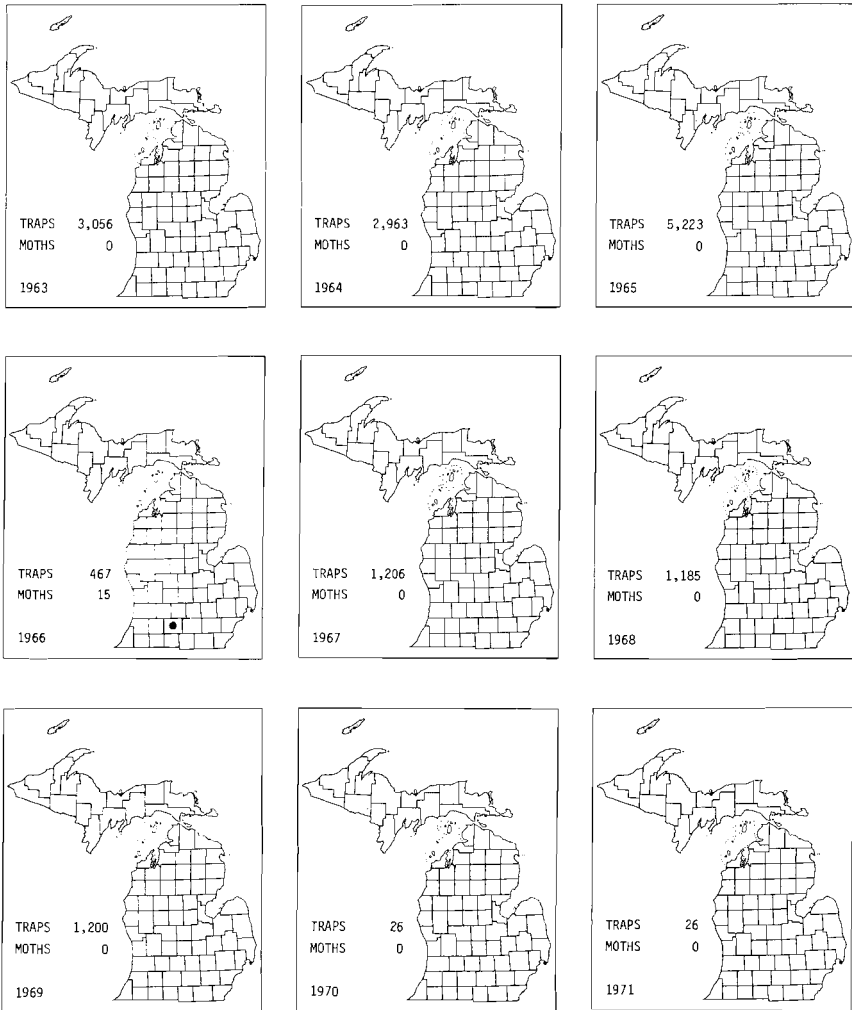 TRAPS 3,056
MOTHS 0
1963
TRAPS 2,963
MOTHS 0
1964
TRAPS 5,223
MOTHS 0
1965
TRAPS 467
MOTHS 15
1966
TRAPS 1,206
MOTHS 0
1967
TRAPS 1,185
MOTHS 0
1968
TRAPS 1,200
MOTHS 0
1969
TRAPS 26
MOTHS 0
1970
TRAPS 26
MOTHS 0
1971